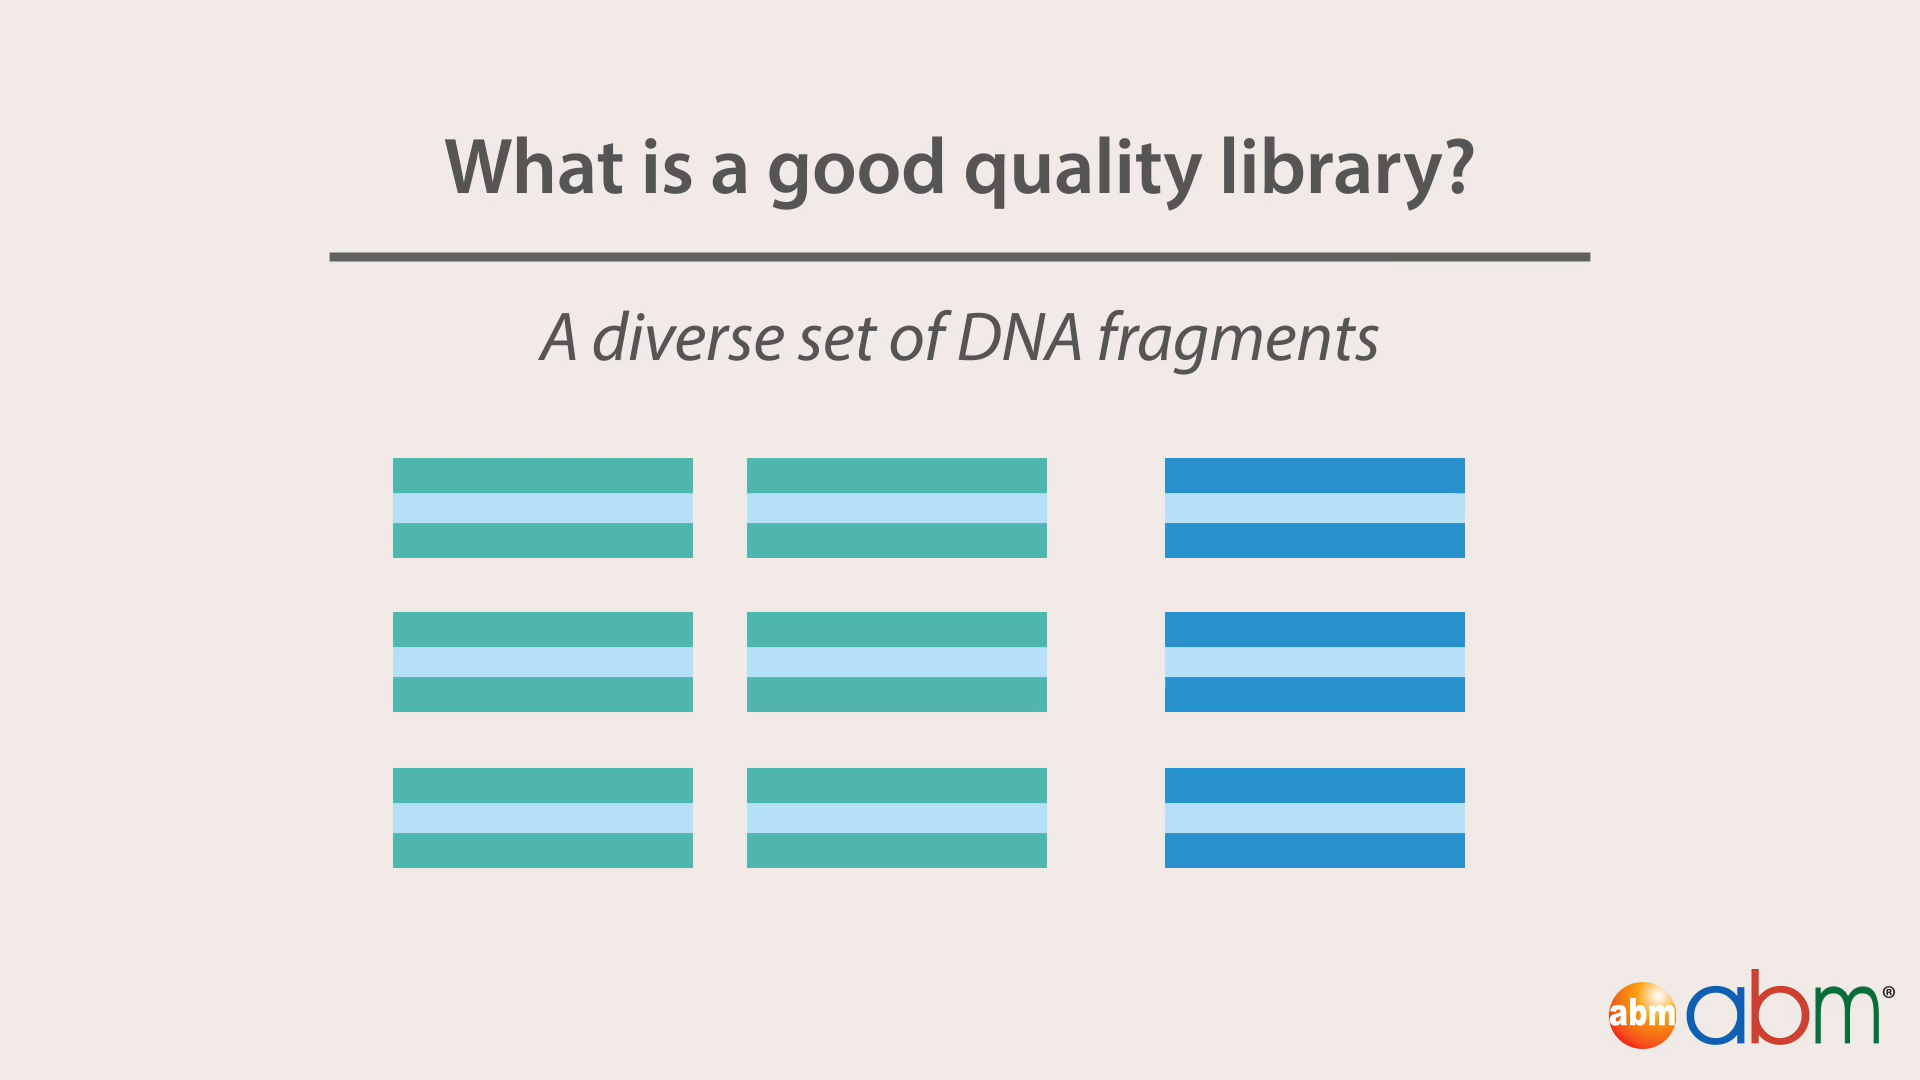 What is a good quality library?
A diverse set of DNA fragments
abm abm®